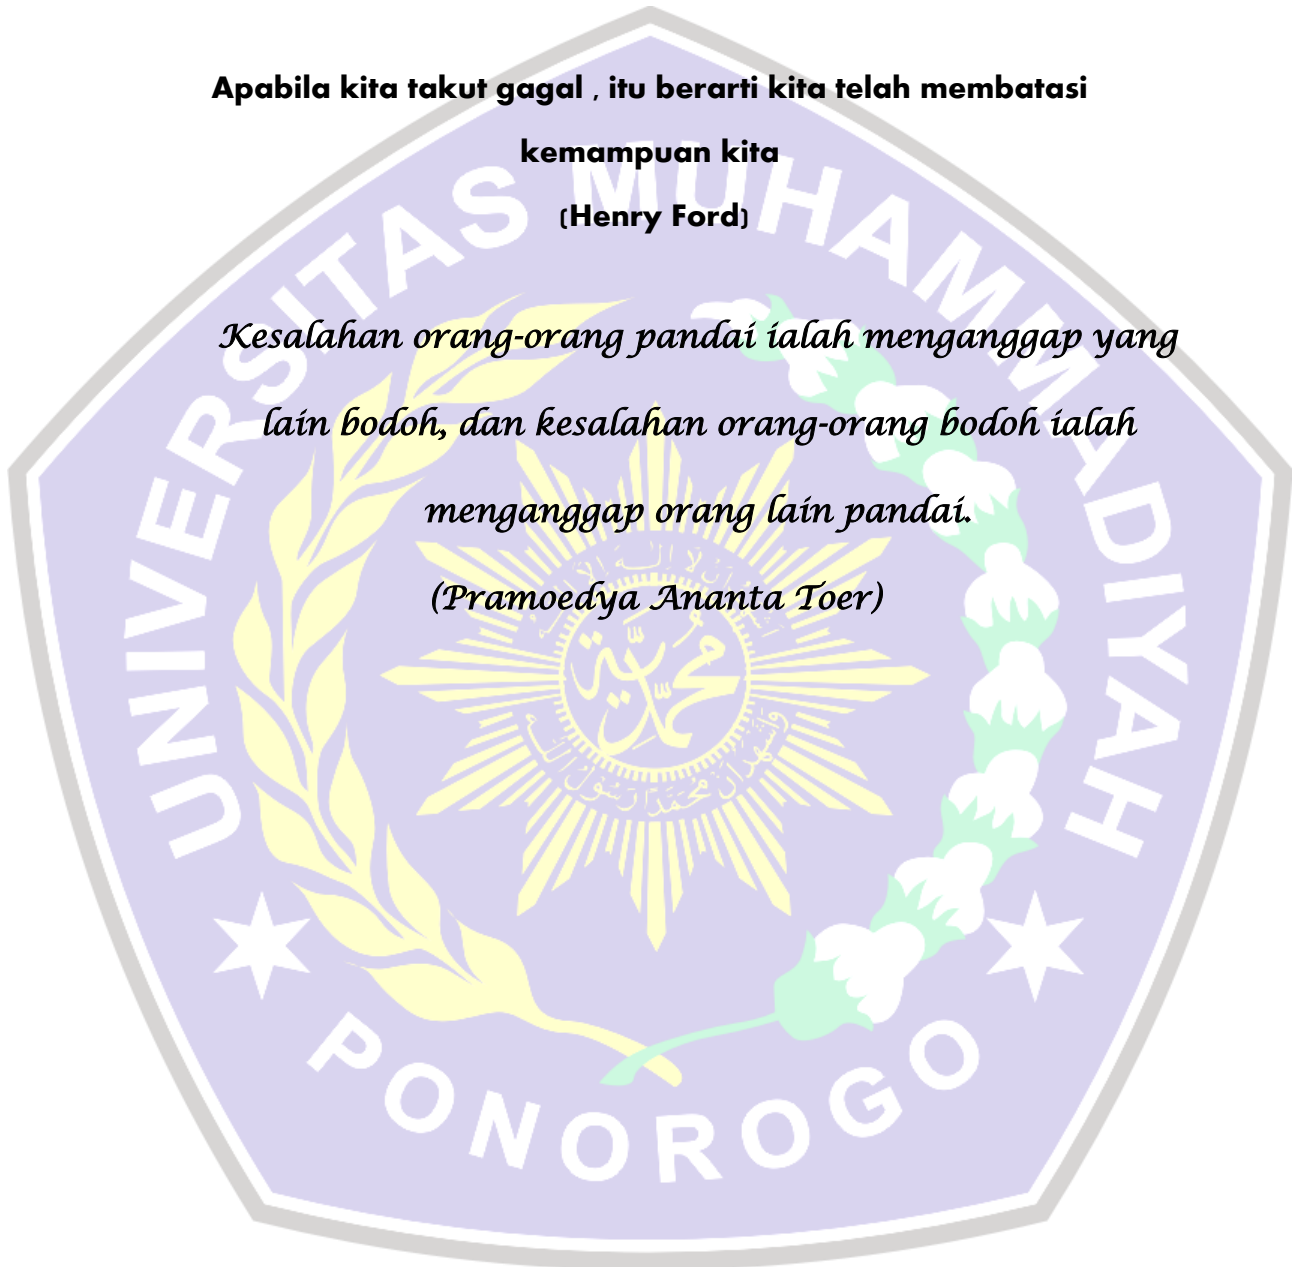 Apabila kita takut gagal , itu berarti kita telah membatasi
kemampuan kita
(Henry Ford)
Kesalahan orang-orang pandai ialah menganggap yang
lain bodoh, dan kesalahan orang-orang bodoh ialah
menganggap orang lain pandai.
(Pramoedya Ananta Toer)
UNIVERSITAS MUHAMMADIYAH
محمدية
PONOROGO